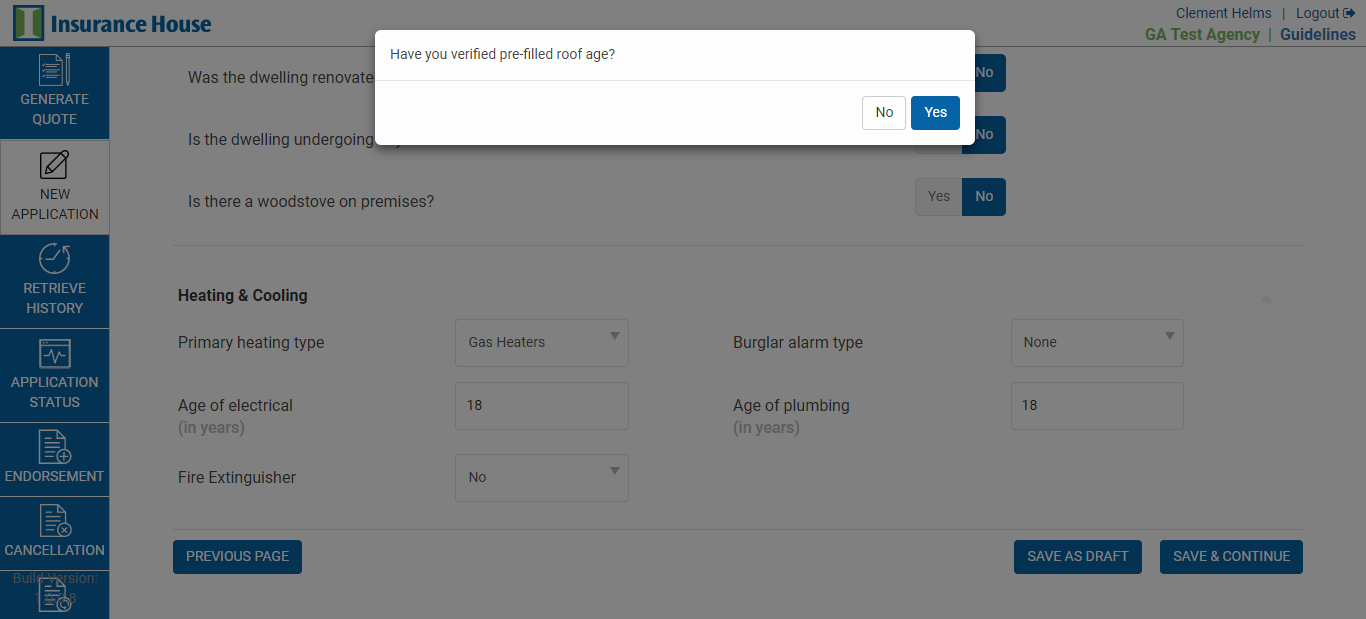 Insurance House
Clement Helms | Logout
GA Test Agency | Guidelines
Have you verified pre-filled roof age?
No
Yes
GENERATE
QUOTE
NEW
APPLICATION
RETRIEVE
HISTORY
APPLICATION
STATUS
ENDORSEMENT
CANCELLATION
Build Version:
Was the dwelling renovate
No
Is the dwelling undergoing
No
Is there a woodstove on premises?
Yes
No
Heating & Cooling
Primary heating type
Gas Heaters
Burglar alarm type
None
Age of electrical
(in years)
18
Age of plumbing
(in years)
18
Fire Extinguisher
No
PREVIOUS PAGE
SAVE AS DRAFT
SAVE & CONTINUE